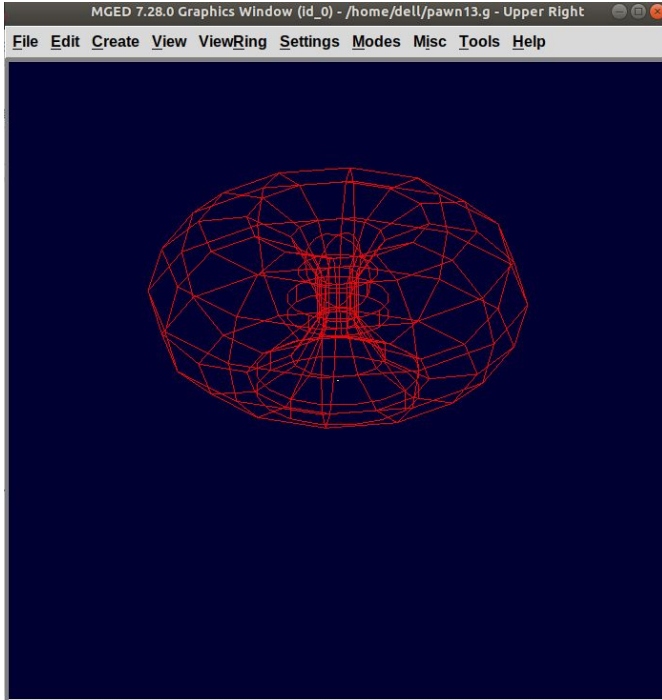 MGED 7.28.0 Graphics Window (id_0) - /home/dell/pawn13.g - Upper Right
File Edit Create View ViewRing Settings Modes Misc Tools Help